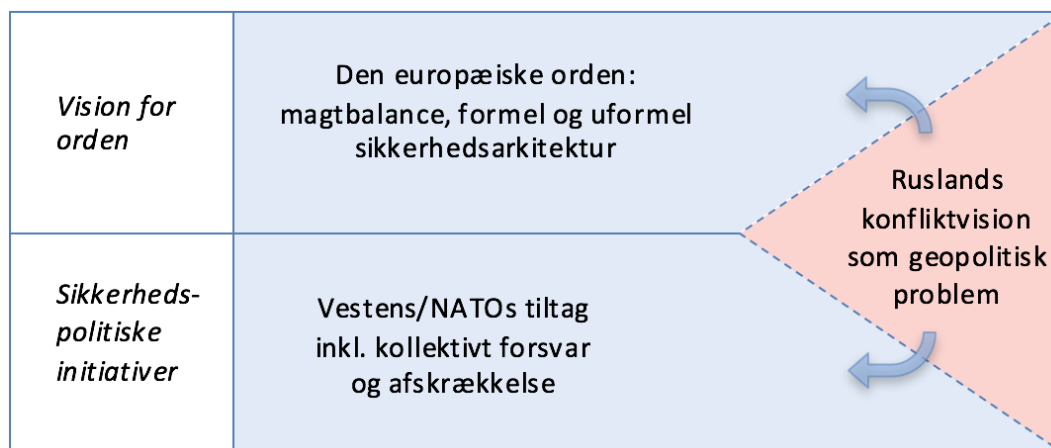 Vision for
orden
Den europæiske orden:
magtbalance, formel og uformel
sikkerhedsarkitektur
Ruslands
konfliktvision
som geopolitisk
problem
Sikkerheds-
politiske
initiativer
Vestens/NATOs tiltag
inkl. kollektivt forsvar
og afskrækkelse